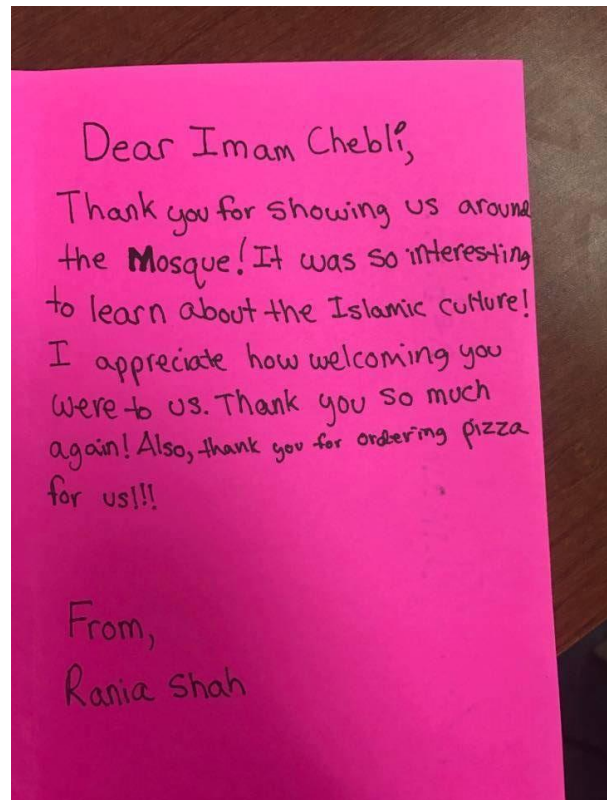 Dear Imam Chebli,
Thank you for showing us around
the Mosque! It was so interesting
to learn about the Islamic culture!
I appreciate how welcoming you
were to us. Thank you so much
again! Also, thank you for ordering pizza
for us!!!
From,
Rania Shah